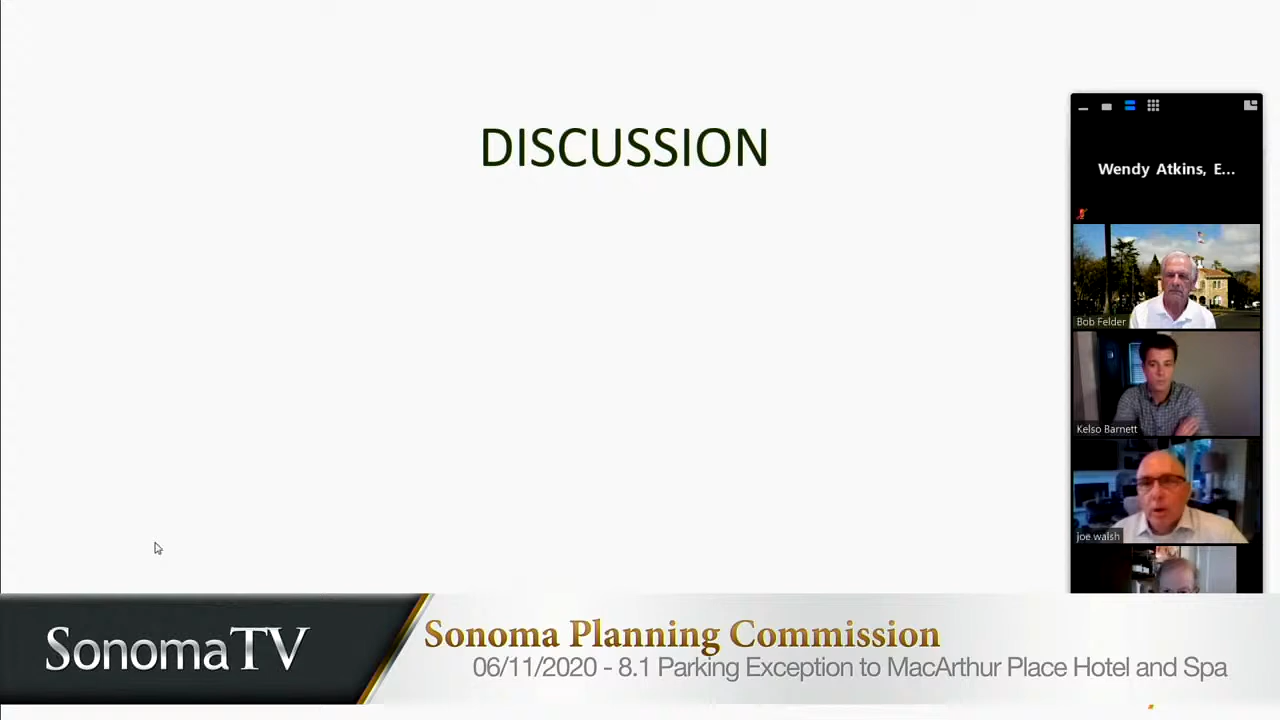 DISCUSSION
Wendy Atkins, E...
Bob Felder
Kelso Barnett
joe walsh
SonomaTV
Sonoma Planning Commission
06/11/2020 - 8.1 Parking Exception to MacArthur Place Hotel and Spa